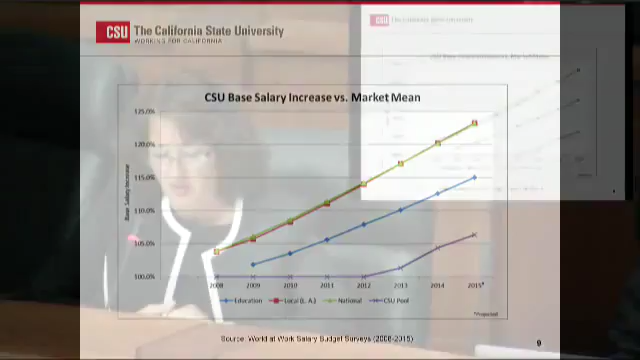 CSU The California State University
WORKING FOR CALIFORNIA
CSU Base Salary Increase vs. Market Mean
125.0%
120.0%
115.0%
110.0%
105.0%
100.0%
Base Salary Increase
2008 2009 2010 2011 2012 2013 2014 2015*
Education Local (L.A.) National CSU Pool
*Projected
Source: World at Work Salary Budget Surveys (2008-2015)
9
CSU